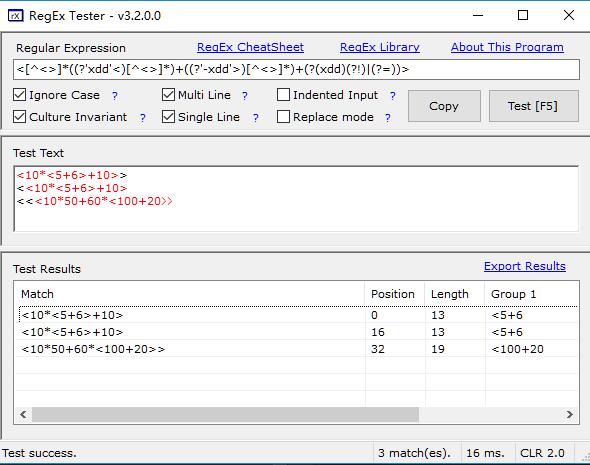 RegEx Tester - v3.2.0.0
Regular Expression RegEx CheatSheet RegEx Library About This Program
<[^<>]*((?'xdd'<)[^<>]*)+((?'-xdd'>)[^<>]*)+(?(xdd)(?!)|(?=))>
Ignore Case ? Multi Line ? Indented Input ? Copy Test [F5]
Culture Invariant ? Single Line ? Replace mode ?
Test Text
<10*<5+6>+10>>
<<10*<5+6>+10>
<<<10*50+60*<100+20>>
Test Results Export Results
Match Position Length Group 1
<10*<5+6>+10> 0 13 <5+6
<10*<5+6>+10> 16 13 <5+6
<10*50+60*<100+20>> 32 19 <100+20
Test success. 3 match(es). 16 ms. CLR 2.0